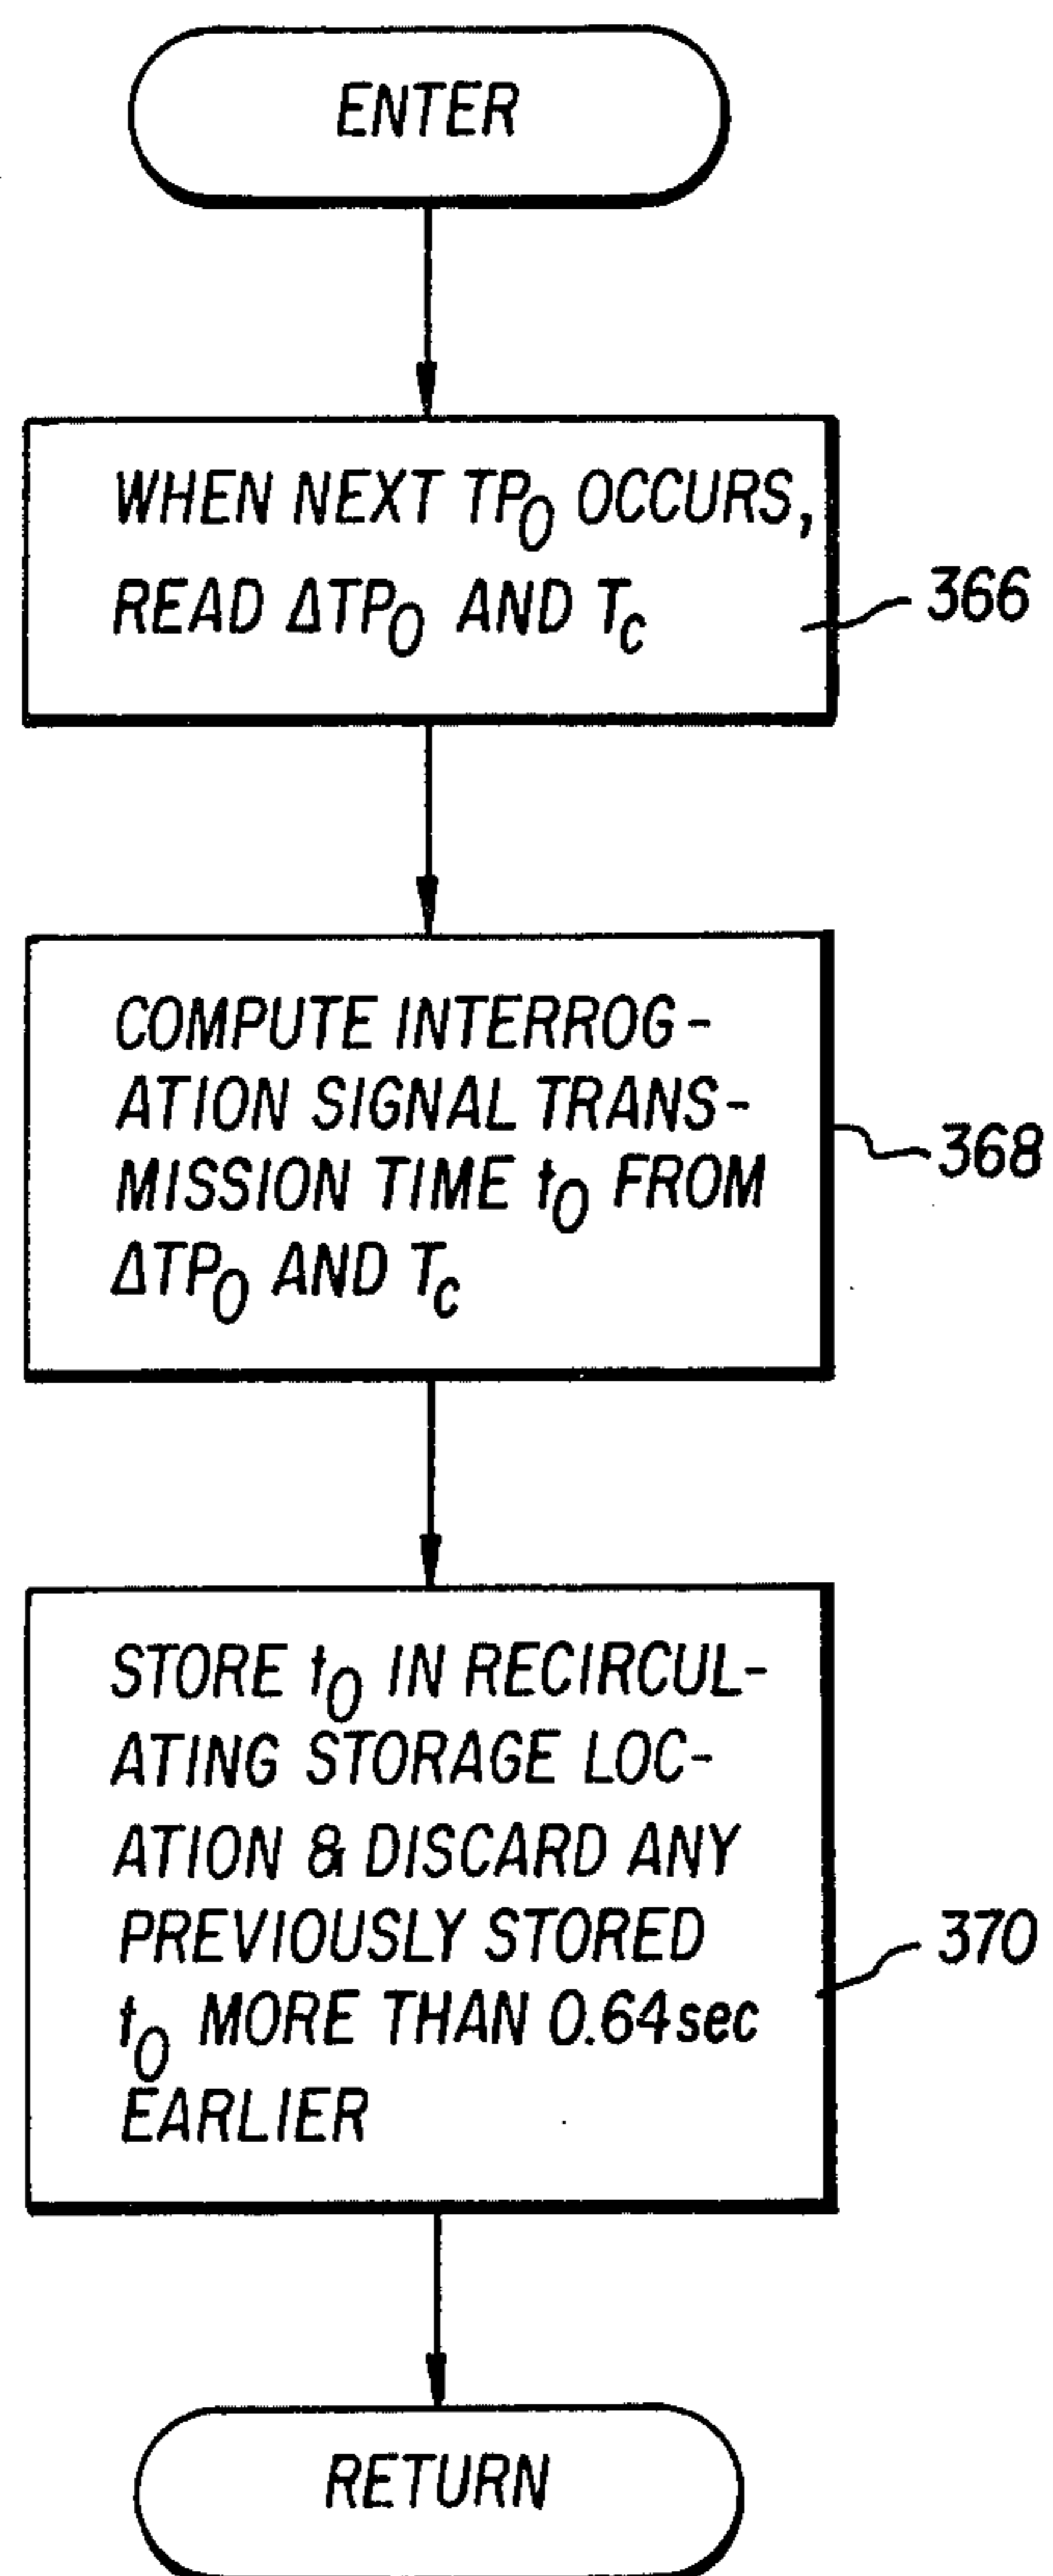 ENTER
WHEN NEXT TP₀ OCCURS,
READ ΔTP₀ AND T꜀
366
COMPUTE INTERROG-
ATION SIGNAL TRANS-
MISSION TIME t₀ FROM
ΔTP₀ AND T꜀
368
STORE t₀ IN RECIRCUL-
ATING STORAGE LOC-
ATION & DISCARD ANY
PREVIOUSLY STORED
t₀ MORE THAN 0.64sec
EARLIER
370
RETURN